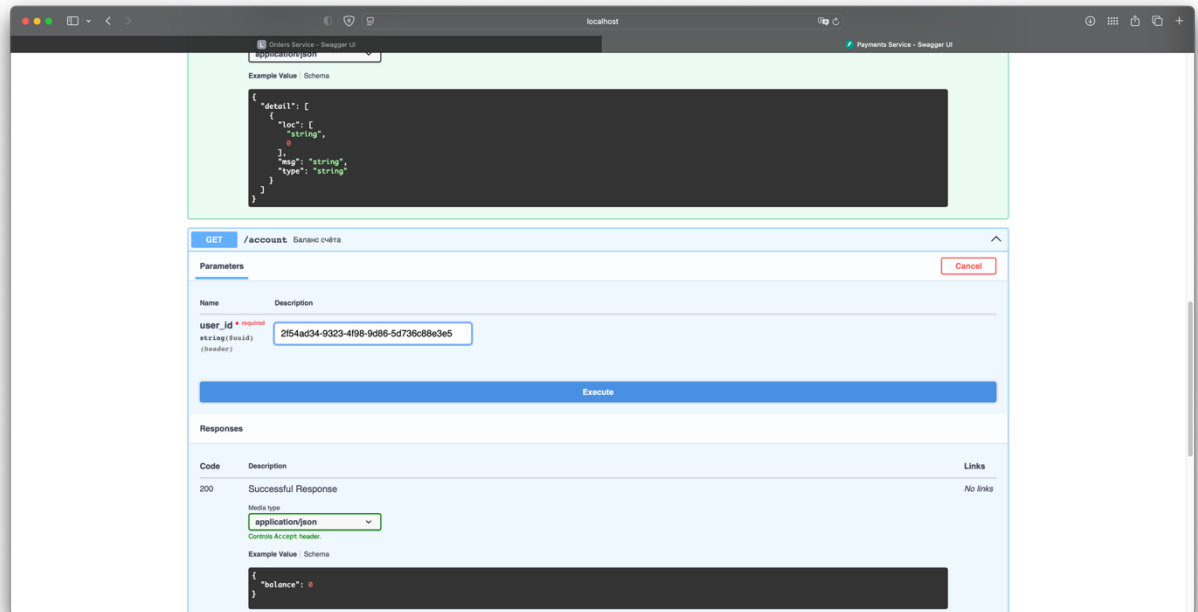 localhost
Orders Service - Swagger UI
Payments Service - Swagger UI
application/json
Example Value | Schema
{
"detail": [
{
"loc": [
"string",
0
],
"msg": "string",
"type": "string"
}
]
}
GET /account Баланс счёта
Parameters
Cancel
Name Description
user_id * required
string($uuid)
(header)
2f54ad34-9323-4f98-9d86-5d736c88e3e5
Execute
Responses
Code Description Links
200 Successful Response No links
Media type
application/json
Controls Accept header.
Example Value | Schema
{
"balance": 0
}